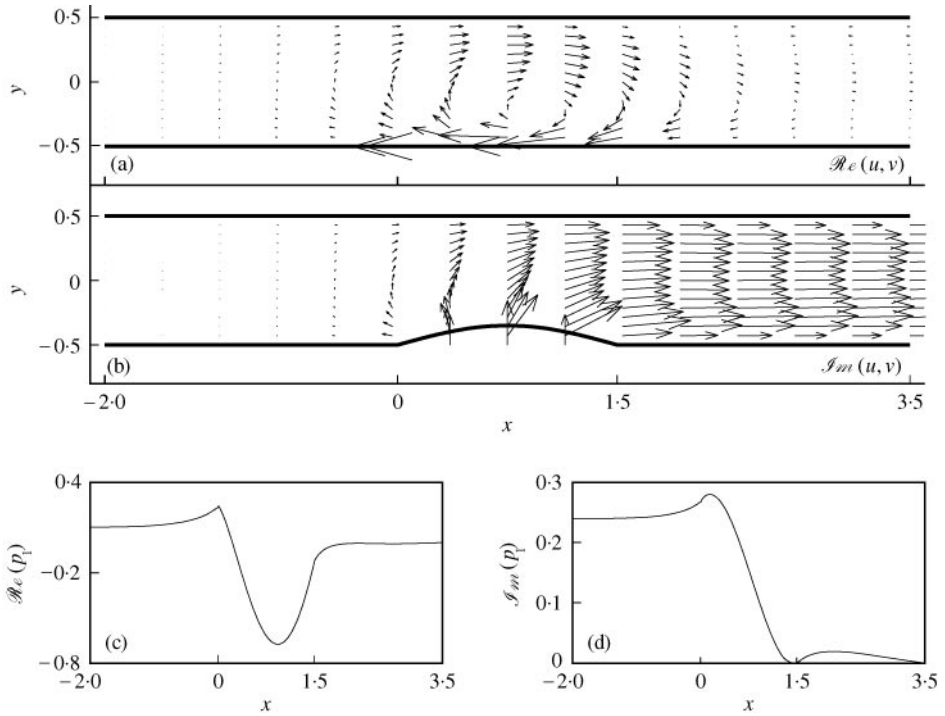 0·5
0
−0·5
y
(a)
ℛe (u, v)
0·5
0
−0·5
y
(b)
ℐm (u, v)
−2·0 0 1·5 3·5
x
0·4
−0·2
−0·8
ℛe (p₁)
(c)
−2·0 0 1·5 3·5
x
0·3
0·2
0·1
0
ℐm (p₁)
(d)
−2·0 0 1·5 3·5
x